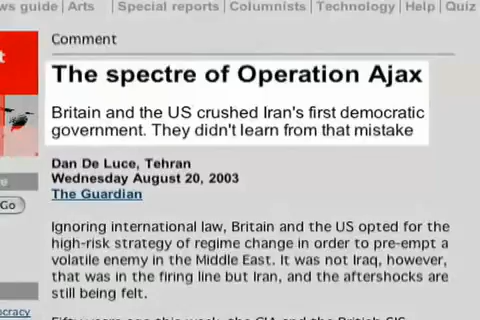 ws guide | Arts | Special reports | Columnists | Technology | Help | Quiz
Comment
The spectre of Operation Ajax
Britain and the US crushed Iran's first democratic
government. They didn't learn from that mistake
Dan De Luce, Tehran
Wednesday August 20, 2003
The Guardian
Go
Ignoring international law, Britain and the US opted for the
high-risk strategy of regime change in order to pre-empt a
volatile enemy in the Middle East. It was not Iraq, however,
that was in the firing line but Iran, and the aftershocks are
still being felt.
ocracy